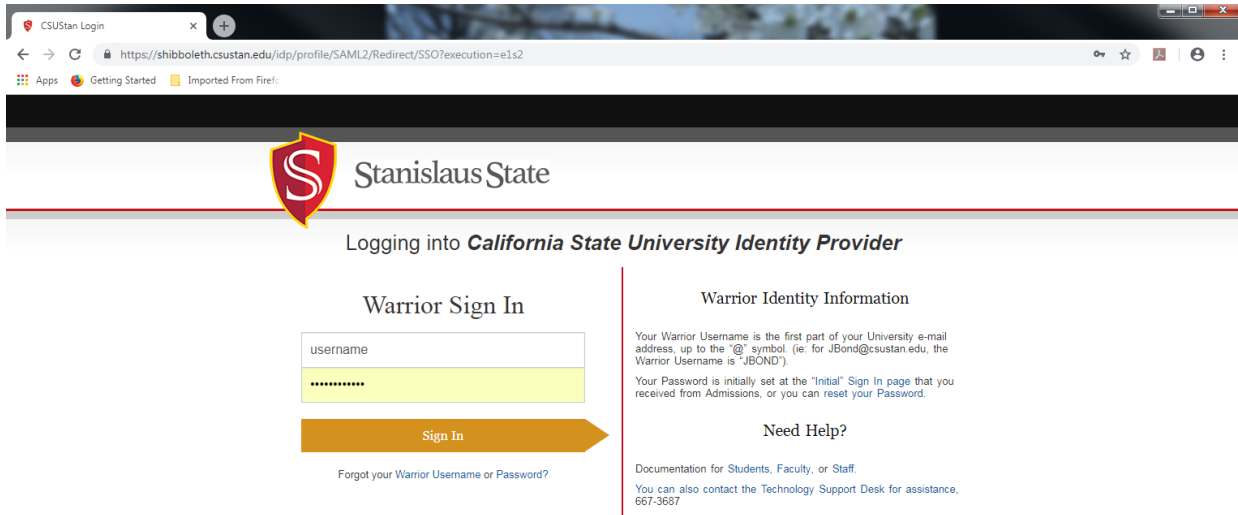 CSUStan Login
https://shibboleth.csustan.edu/idp/profile/SAML2/Redirect/SSO?execution=e1s2
Apps Getting Started Imported From Firefo
S Stanislaus State
Logging into California State University Identity Provider
Warrior Sign In
username
••••••••••••
Sign In
Forgot your Warrior Username or Password?
Warrior Identity Information
Your Warrior Username is the first part of your University e-mail
address, up to the “@” symbol. (ie: for JBond@csustan.edu, the
Warrior Username is “JBOND”).
Your Password is initially set at the “Initial” Sign In page that you
received from Admissions, or you can reset your Password.
Need Help?
Documentation for Students, Faculty, or Staff.
You can also contact the Technology Support Desk for assistance,
667-3687